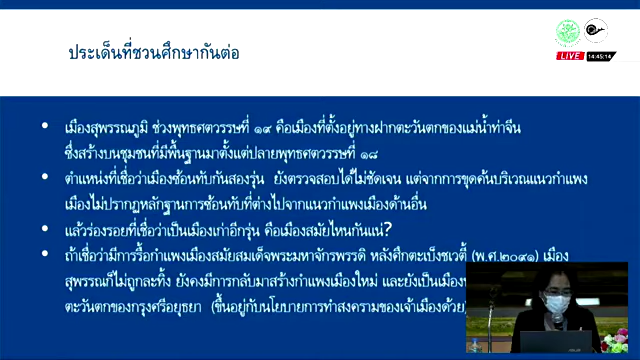 ประเด็นที่ชวนศึกษากันต่อ
LIVE 14:45:14
• เมืองสุพรรณภูมิ ช่วงพุทธศตวรรษที่ ๑๙ คือเมืองที่ตั้งอยู่ทางฝากตะวันตกของแม่น้ำท่าจีน
ซึ่งสร้างบนชุมชนที่มีพื้นฐานมาตั้งแต่ปลายพุทธศตวรรษที่ ๑๘
• ตำแหน่งที่เชื่อว่าเมืองซ้อนทับกันสองรุ่น ยังตรวจสอบได้ไม่ชัดเจน แต่จากการขุดค้นบริเวณแนวกำแพง
เมืองไม่ปรากฏหลักฐานการซ้อนทับที่ต่างไปจากแนวกำแพงเมืองด้านอื่น
• แล้วร่องรอยที่เชื่อว่าเป็นเมืองเก่าอีกรุ่น คือเมืองสมัยไหนกันแน่?
• ถ้าเชื่อว่ามีการรื้อกำแพงเมืองสมัยสมเด็จพระมหาจักรพรรดิ หลังศึกตะเบ็งชเวตี้ (พ.ศ.๒๐๙๑) เมือง
สุพรรณก็ไม่ถูกละทิ้ง ยังคงมีการกลับมาสร้างกำแพงเมืองใหม่ และยังเป็นเมือง
ตะวันตกของกรุงศรีอยุธยา (ขึ้นอยู่กับนโยบายการทำสงครามของเจ้าเมืองด้วย)